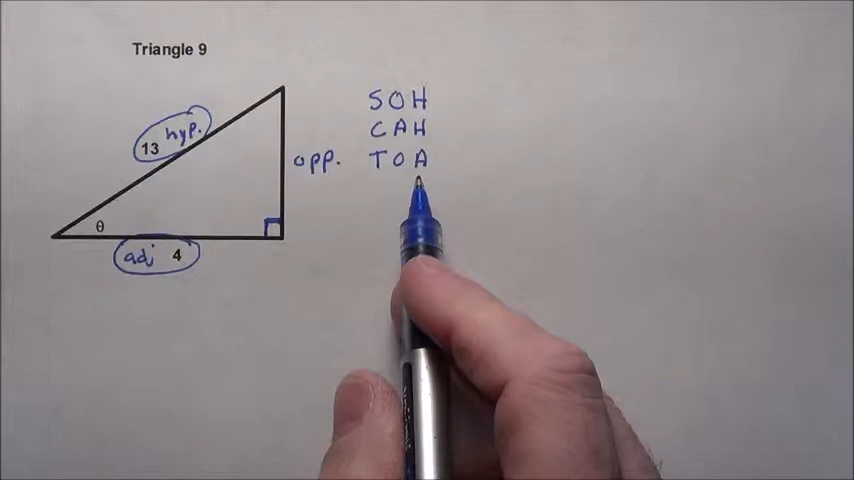 Triangle 9
SOH
hyp.
13
CAH
opp.
TOA
θ
adj 4